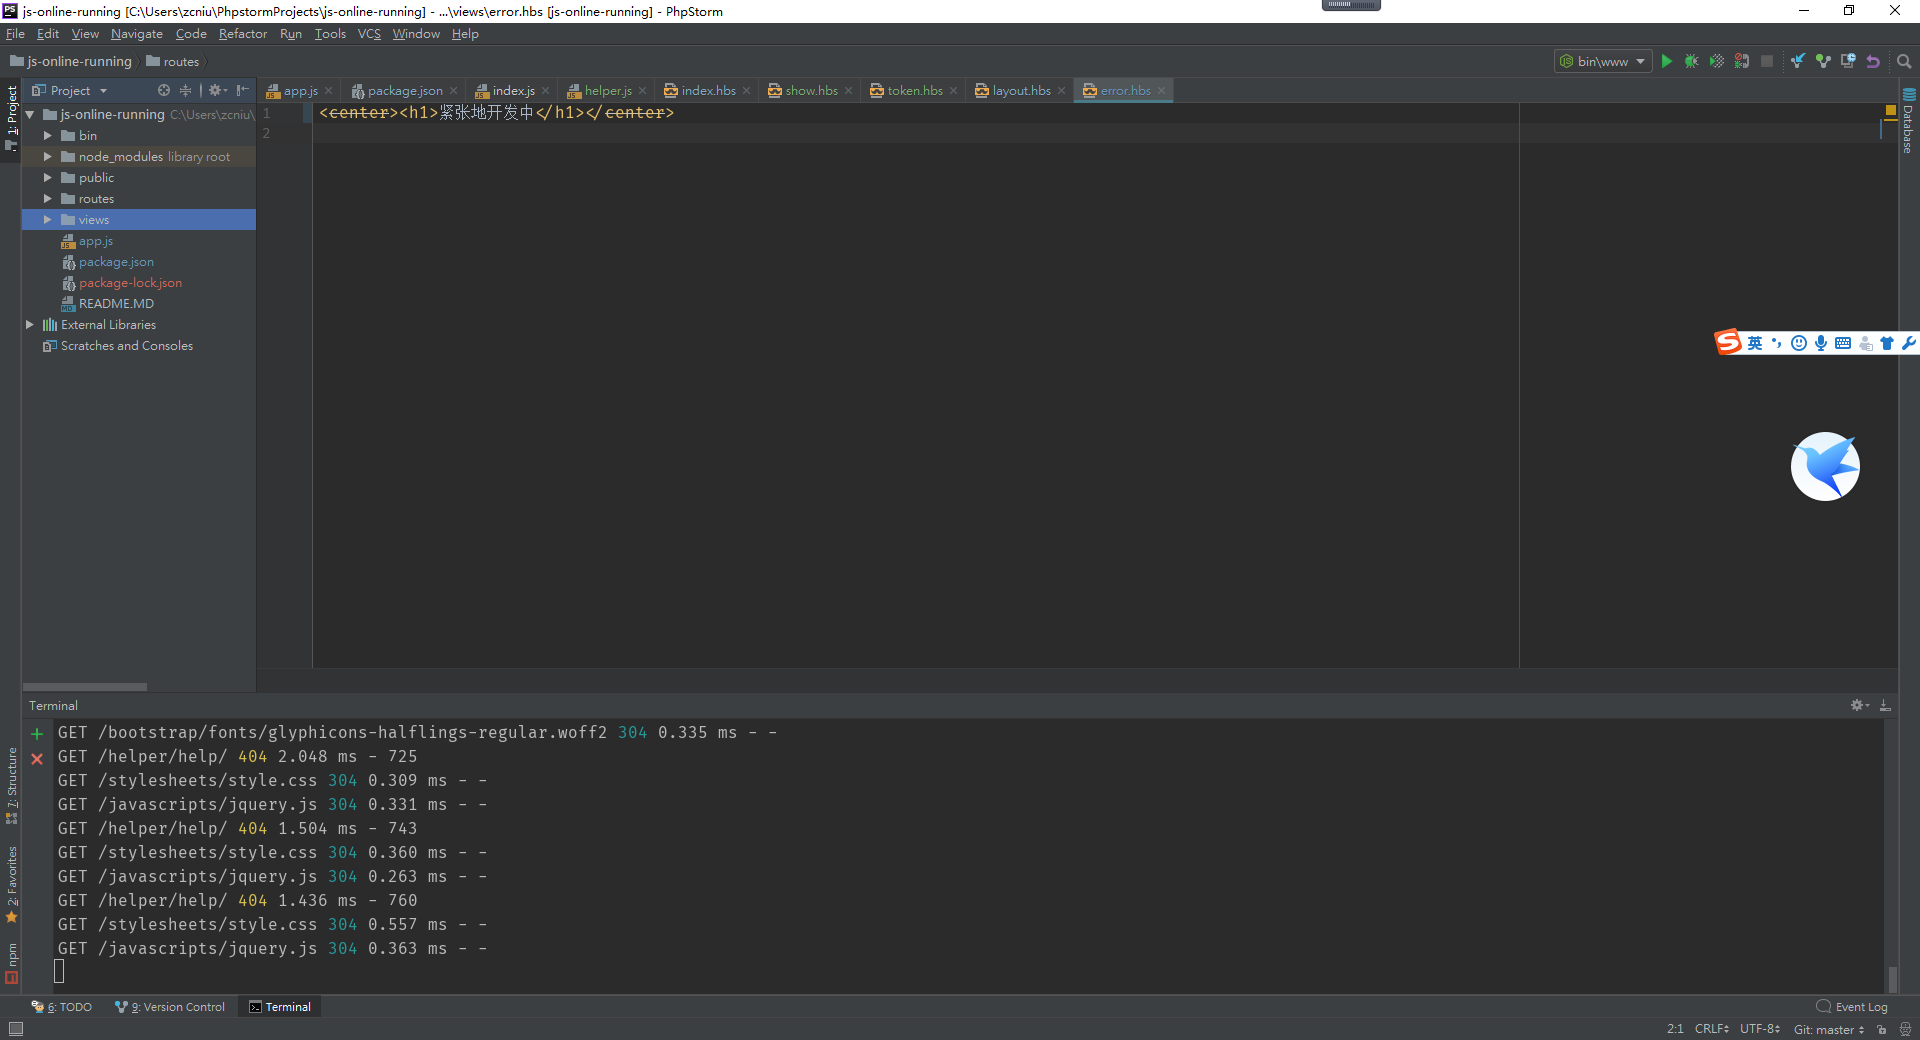 PS js-online-running [C:\Users\zcniu\PhpstormProjects\js-online-running] - ...\views\error.hbs [js-online-running] - PhpStorm
File Edit View Navigate Code Refactor Run Tools VCS Window Help
js-online-running routes bin\www
1: Project
Project
app.js package.json index.js helper.js index.hbs show.hbs token.hbs layout.hbs error.hbs
js-online-running C:\Users\zcniu\
bin
node_modules library root
public
routes
views
app.js
package.json
package-lock.json
README.MD
External Libraries
Scratches and Consoles
1 <center><h1>紧张地开发中</h1></center>
2
Database
S 英
Terminal
GET /bootstrap/fonts/glyphicons-halflings-regular.woff2 304 0.335 ms - -
GET /helper/help/ 404 2.048 ms - 725
GET /stylesheets/style.css 304 0.309 ms - -
GET /javascripts/jquery.js 304 0.331 ms - -
GET /helper/help/ 404 1.504 ms - 743
GET /stylesheets/style.css 304 0.360 ms - -
GET /javascripts/jquery.js 304 0.263 ms - -
GET /helper/help/ 404 1.436 ms - 760
GET /stylesheets/style.css 304 0.557 ms - -
GET /javascripts/jquery.js 304 0.363 ms - -
7: Structure
2: Favorites
npm
6: TODO 9: Version Control Terminal Event Log
2:1 CRLF UTF-8 Git: master